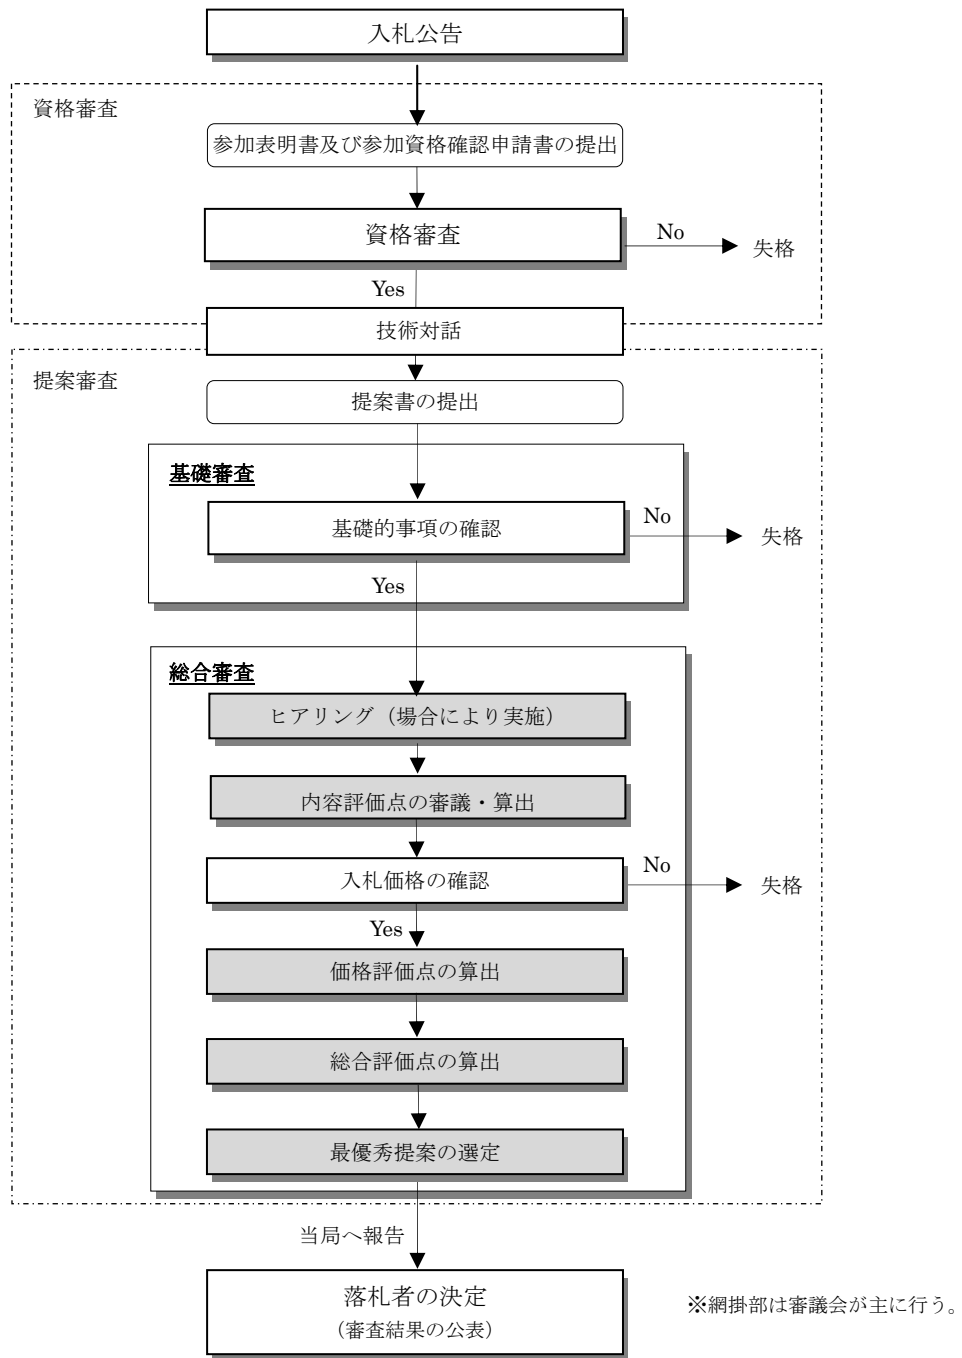 入札公告
資格審査
参加表明書及び参加資格確認申請書の提出
資格審査
No
失格
Yes
技術対話
提案審査
提案書の提出
基礎審査
基礎的事項の確認
No
失格
Yes
総合審査
ヒアリング（場合により実施）
内容評価点の審議・算出
入札価格の確認
No
失格
Yes
価格評価点の算出
総合評価点の算出
最優秀提案の選定
当局へ報告
落札者の決定
（審査結果の公表）
※網掛部は審議会が主に行う。